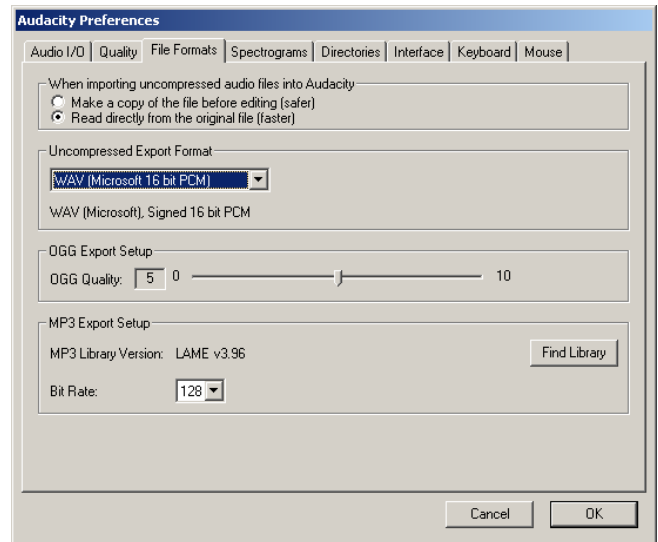 Audacity Preferences
Audio I/O Quality File Formats Spectrograms Directories Interface Keyboard Mouse
When importing uncompressed audio files into Audacity
Make a copy of the file before editing (safer)
Read directly from the original file (faster)
Uncompressed Export Format
WAV (Microsoft 16 bit PCM)
WAV (Microsoft), Signed 16 bit PCM
OGG Export Setup
OGG Quality: 5 0 10
MP3 Export Setup
MP3 Library Version: LAME v3.96 Find Library
Bit Rate: 128
Cancel OK